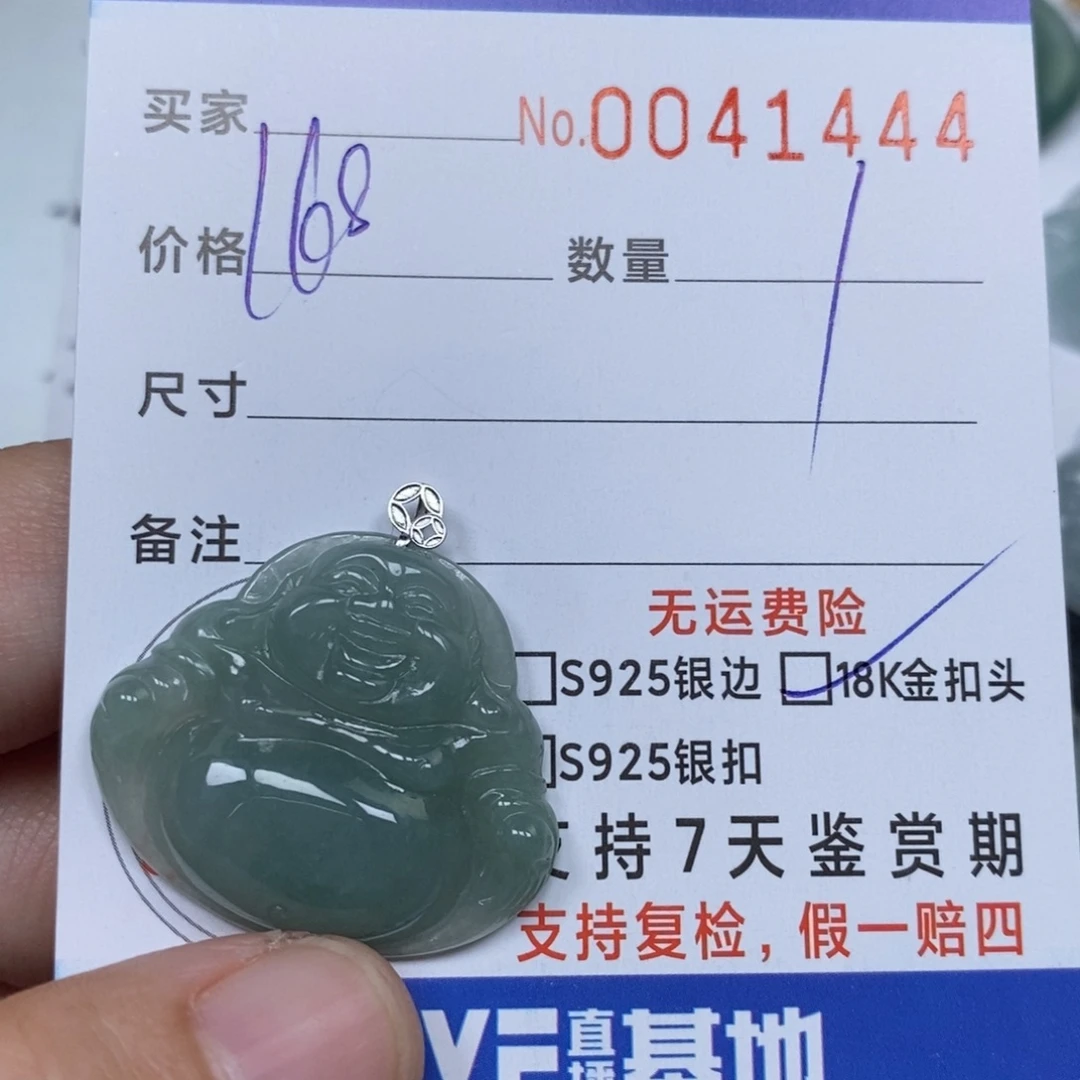 买家 No.0041444
价格 168 数量 1
尺寸
备注
无运费险
S925银边 18K金扣头
S925银扣
支持7天鉴赏期
支持复检，假一赔四
VE直播基地